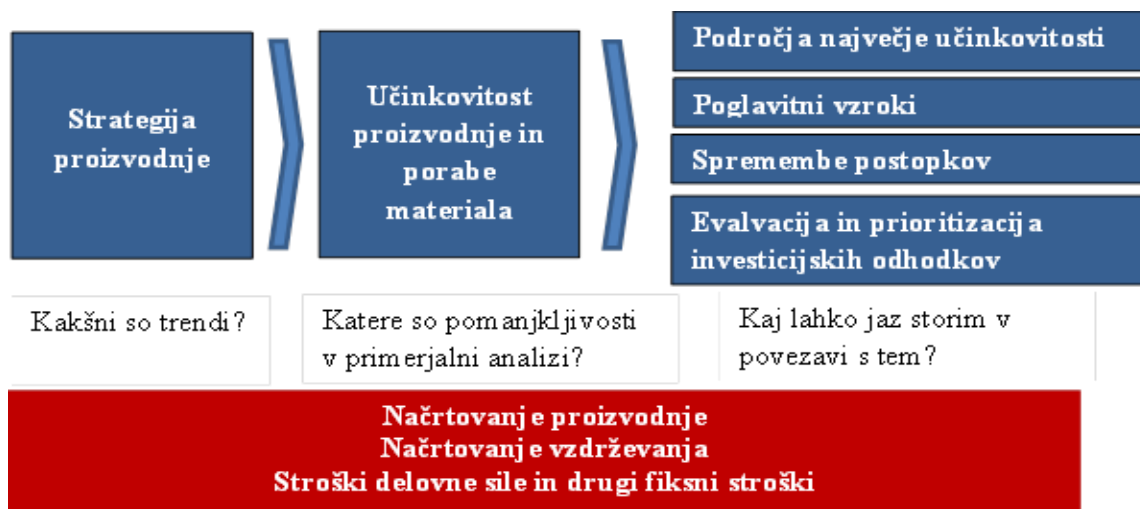 Strategija
proizvodnje
Učinkovitost
proizvodnje in
porabe
materiala
Področja največje učinkovitosti
Poglavitni vzroki
Spremembe postopkov
Evalvacija in prioritizacija
investicijskih odhodkov
Kakšni so trendi?
Katere so pomanjkljivosti
v primerjalni analizi?
Kaj lahko jaz storim v
povezavi s tem?
Načrtovanje proizvodnje
Načrtovanje vzdrževanja
Stroški delovne sile in drugi fiksni stroški